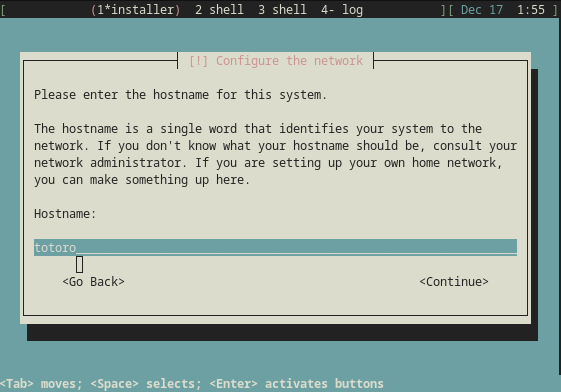 [ (1*installer) 2 shell 3 shell 4- log ][ Dec 17 1:55 ]
[!] Configure the network
Please enter the hostname for this system.
The hostname is a single word that identifies your system to the
network. If you don't know what your hostname should be, consult your
network administrator. If you are setting up your own home network,
you can make something up here.
Hostname:
totoro
<Go Back> <Continue>
<Tab> moves; <Space> selects; <Enter> activates buttons